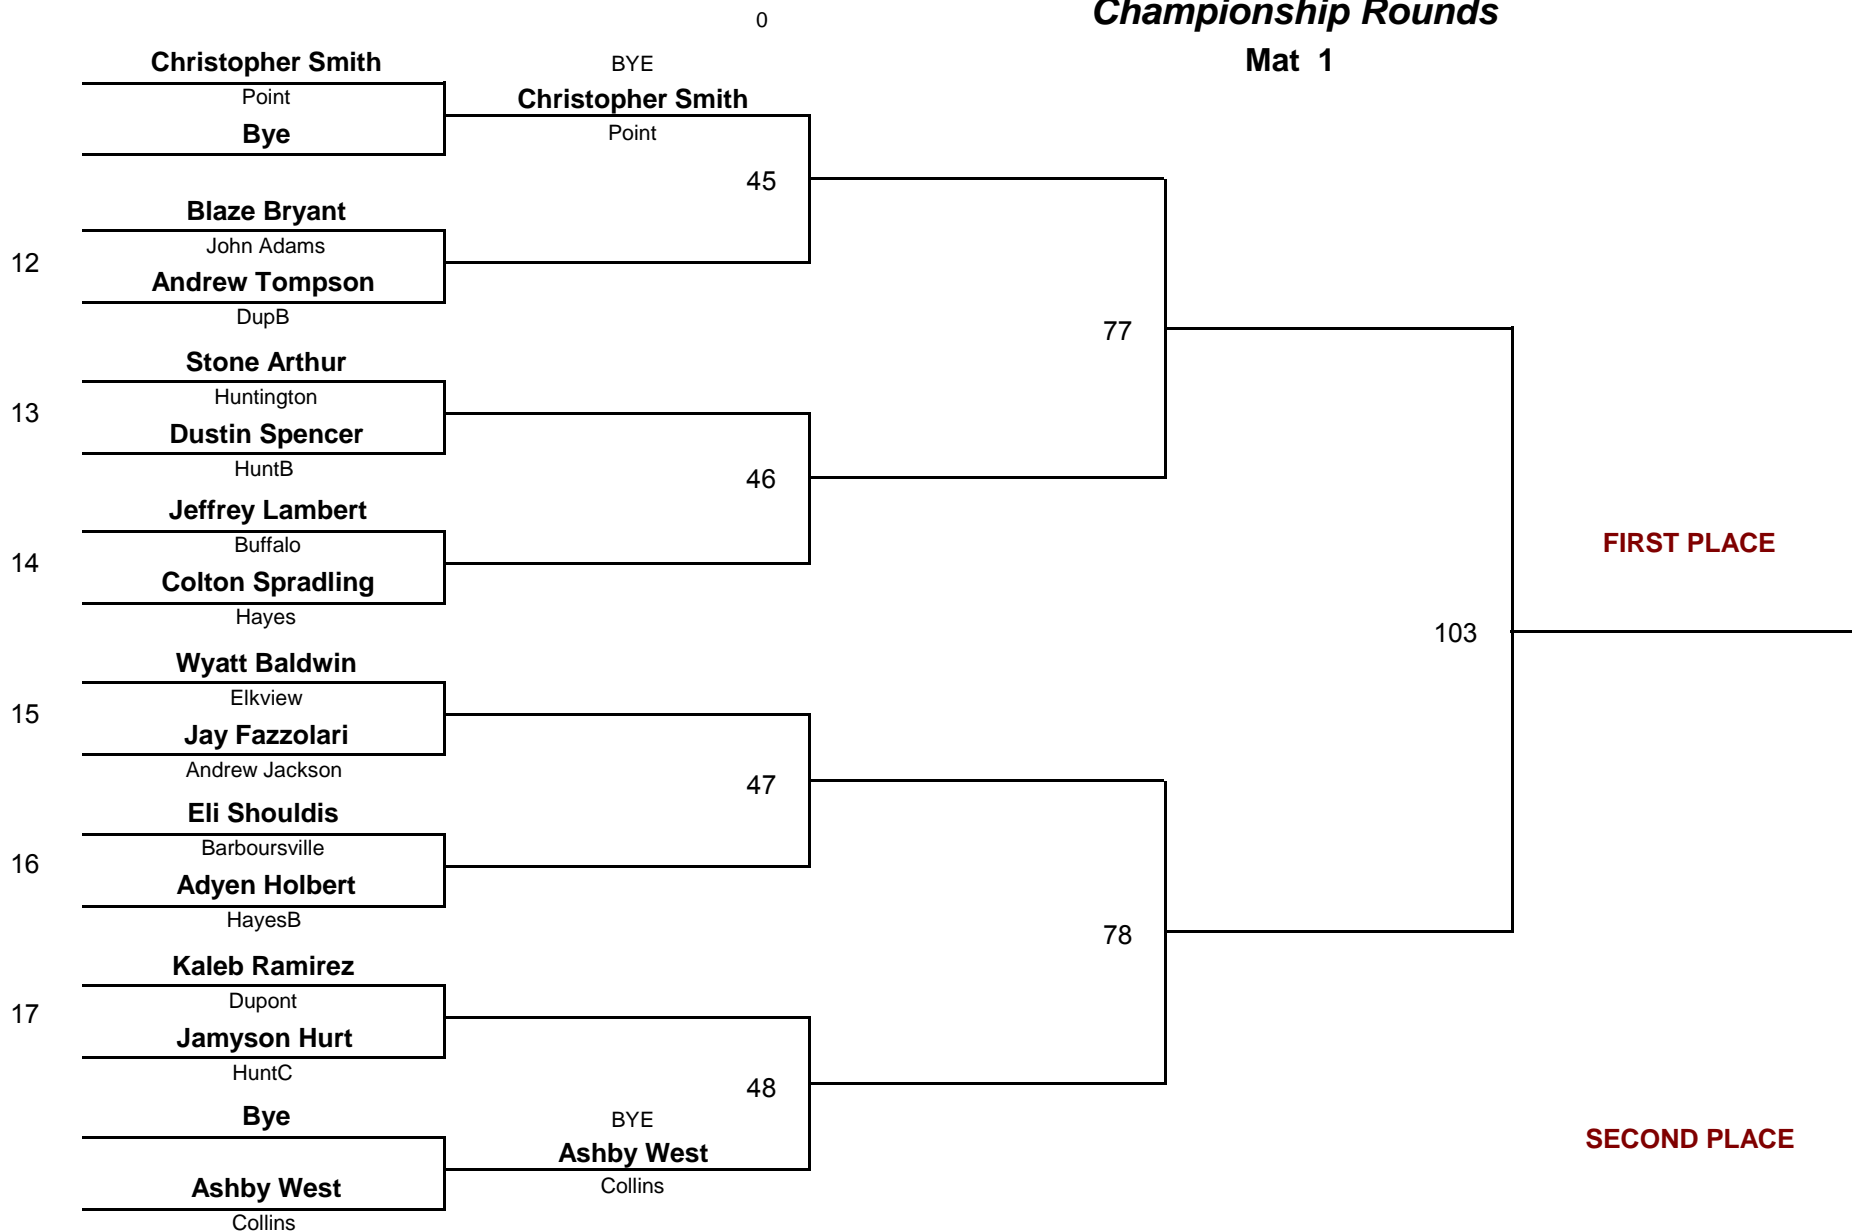 0
Championship Rounds
Mat 1
Christopher Smith
Point
Bye
BYE
Christopher Smith
Point
45
Blaze Bryant
12
John Adams
Andrew Tompson
DupB
77
Stone Arthur
13
Huntington
Dustin Spencer
HuntB
46
Jeffrey Lambert
14
Buffalo
Colton Spradling
Hayes
FIRST PLACE
103
Wyatt Baldwin
15
Elkview
Jay Fazzolari
Andrew Jackson
47
Eli Shouldis
16
Barboursville
Adyen Holbert
HayesB
78
Kaleb Ramirez
17
Dupont
Jamyson Hurt
HuntC
48
Bye
BYE
Ashby West
Collins
Ashby West
Collins
SECOND PLACE